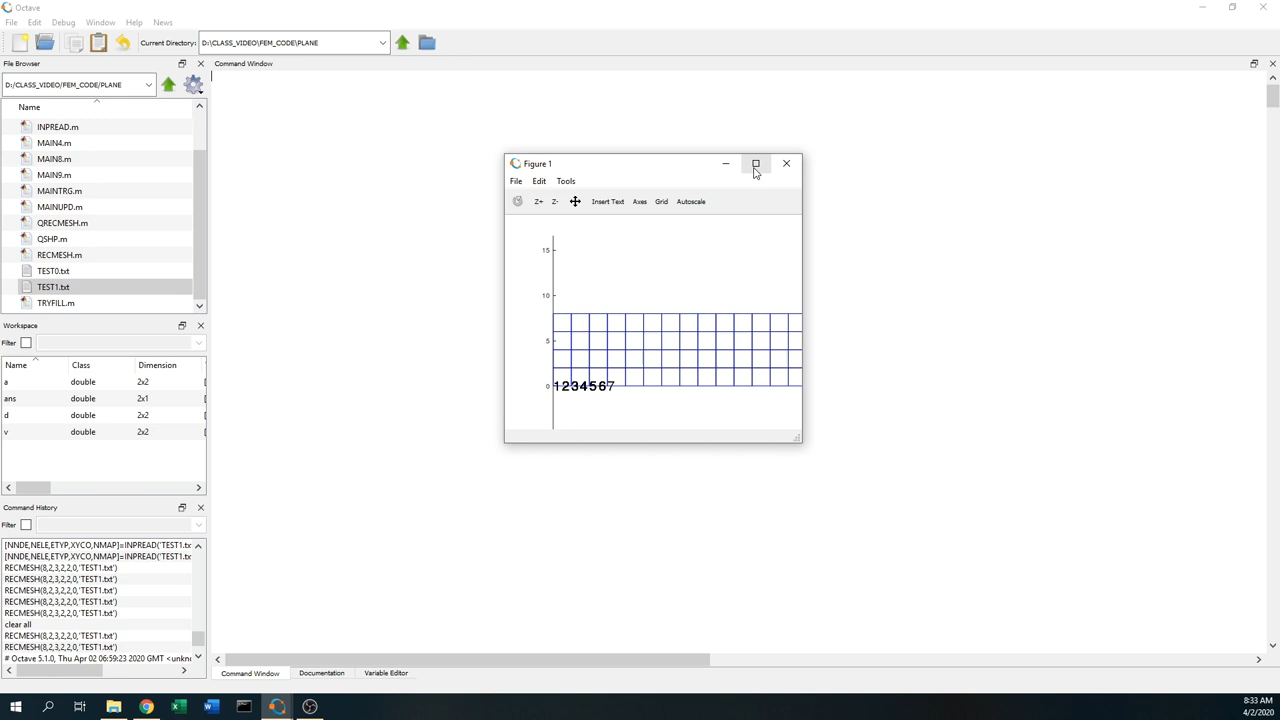 Octave
File Edit Debug Window Help News
Current Directory: D:\CLASS_VIDEO\FEM_CODE\PLANE
File Browser
D:/CLASS_VIDEO/FEM_CODE/PLANE
Name
INPREAD.m
MAIN4.m
MAIN8.m
MAIN9.m
MAINTRG.m
MAINUPD.m
QRECMESH.m
QSHP.m
RECMESH.m
TEST0.txt
TEST1.txt
TRYFILL.m
Workspace
Filter
Name Class Dimension
a double 2x2 [
ans double 2x1 [
d double 2x2 [
v double 2x2 [
Command History
Filter
[NNDE,NELE,ETYP,XYCO,NMAP]=INPREAD('TEST1.tx
[NNDE,NELE,ETYP,XYCO,NMAP]=INPREAD('TEST1.tx
RECMESH(8,2,3,2,2,0,'TEST1.txt')
RECMESH(8,2,3,2,2,0,'TEST1.txt')
RECMESH(8,2,3,2,2,0,'TEST1.txt')
RECMESH(8,2,3,2,2,0,'TEST1.txt')
RECMESH(8,2,3,2,2,0,'TEST1.txt')
clear all
RECMESH(8,2,3,2,2,0,'TEST1.txt')
RECMESH(8,2,3,2,2,0,'TEST1.txt')
# Octave 5.1.0, Thu Apr 02 06:59:23 2020 GMT <unkno
Command Window
Figure 1
File Edit Tools
Z+ Z- Insert Text Axes Grid Autoscale
15
10
5
0
1234567
Command Window Documentation Variable Editor
8:33 AM
4/2/2020